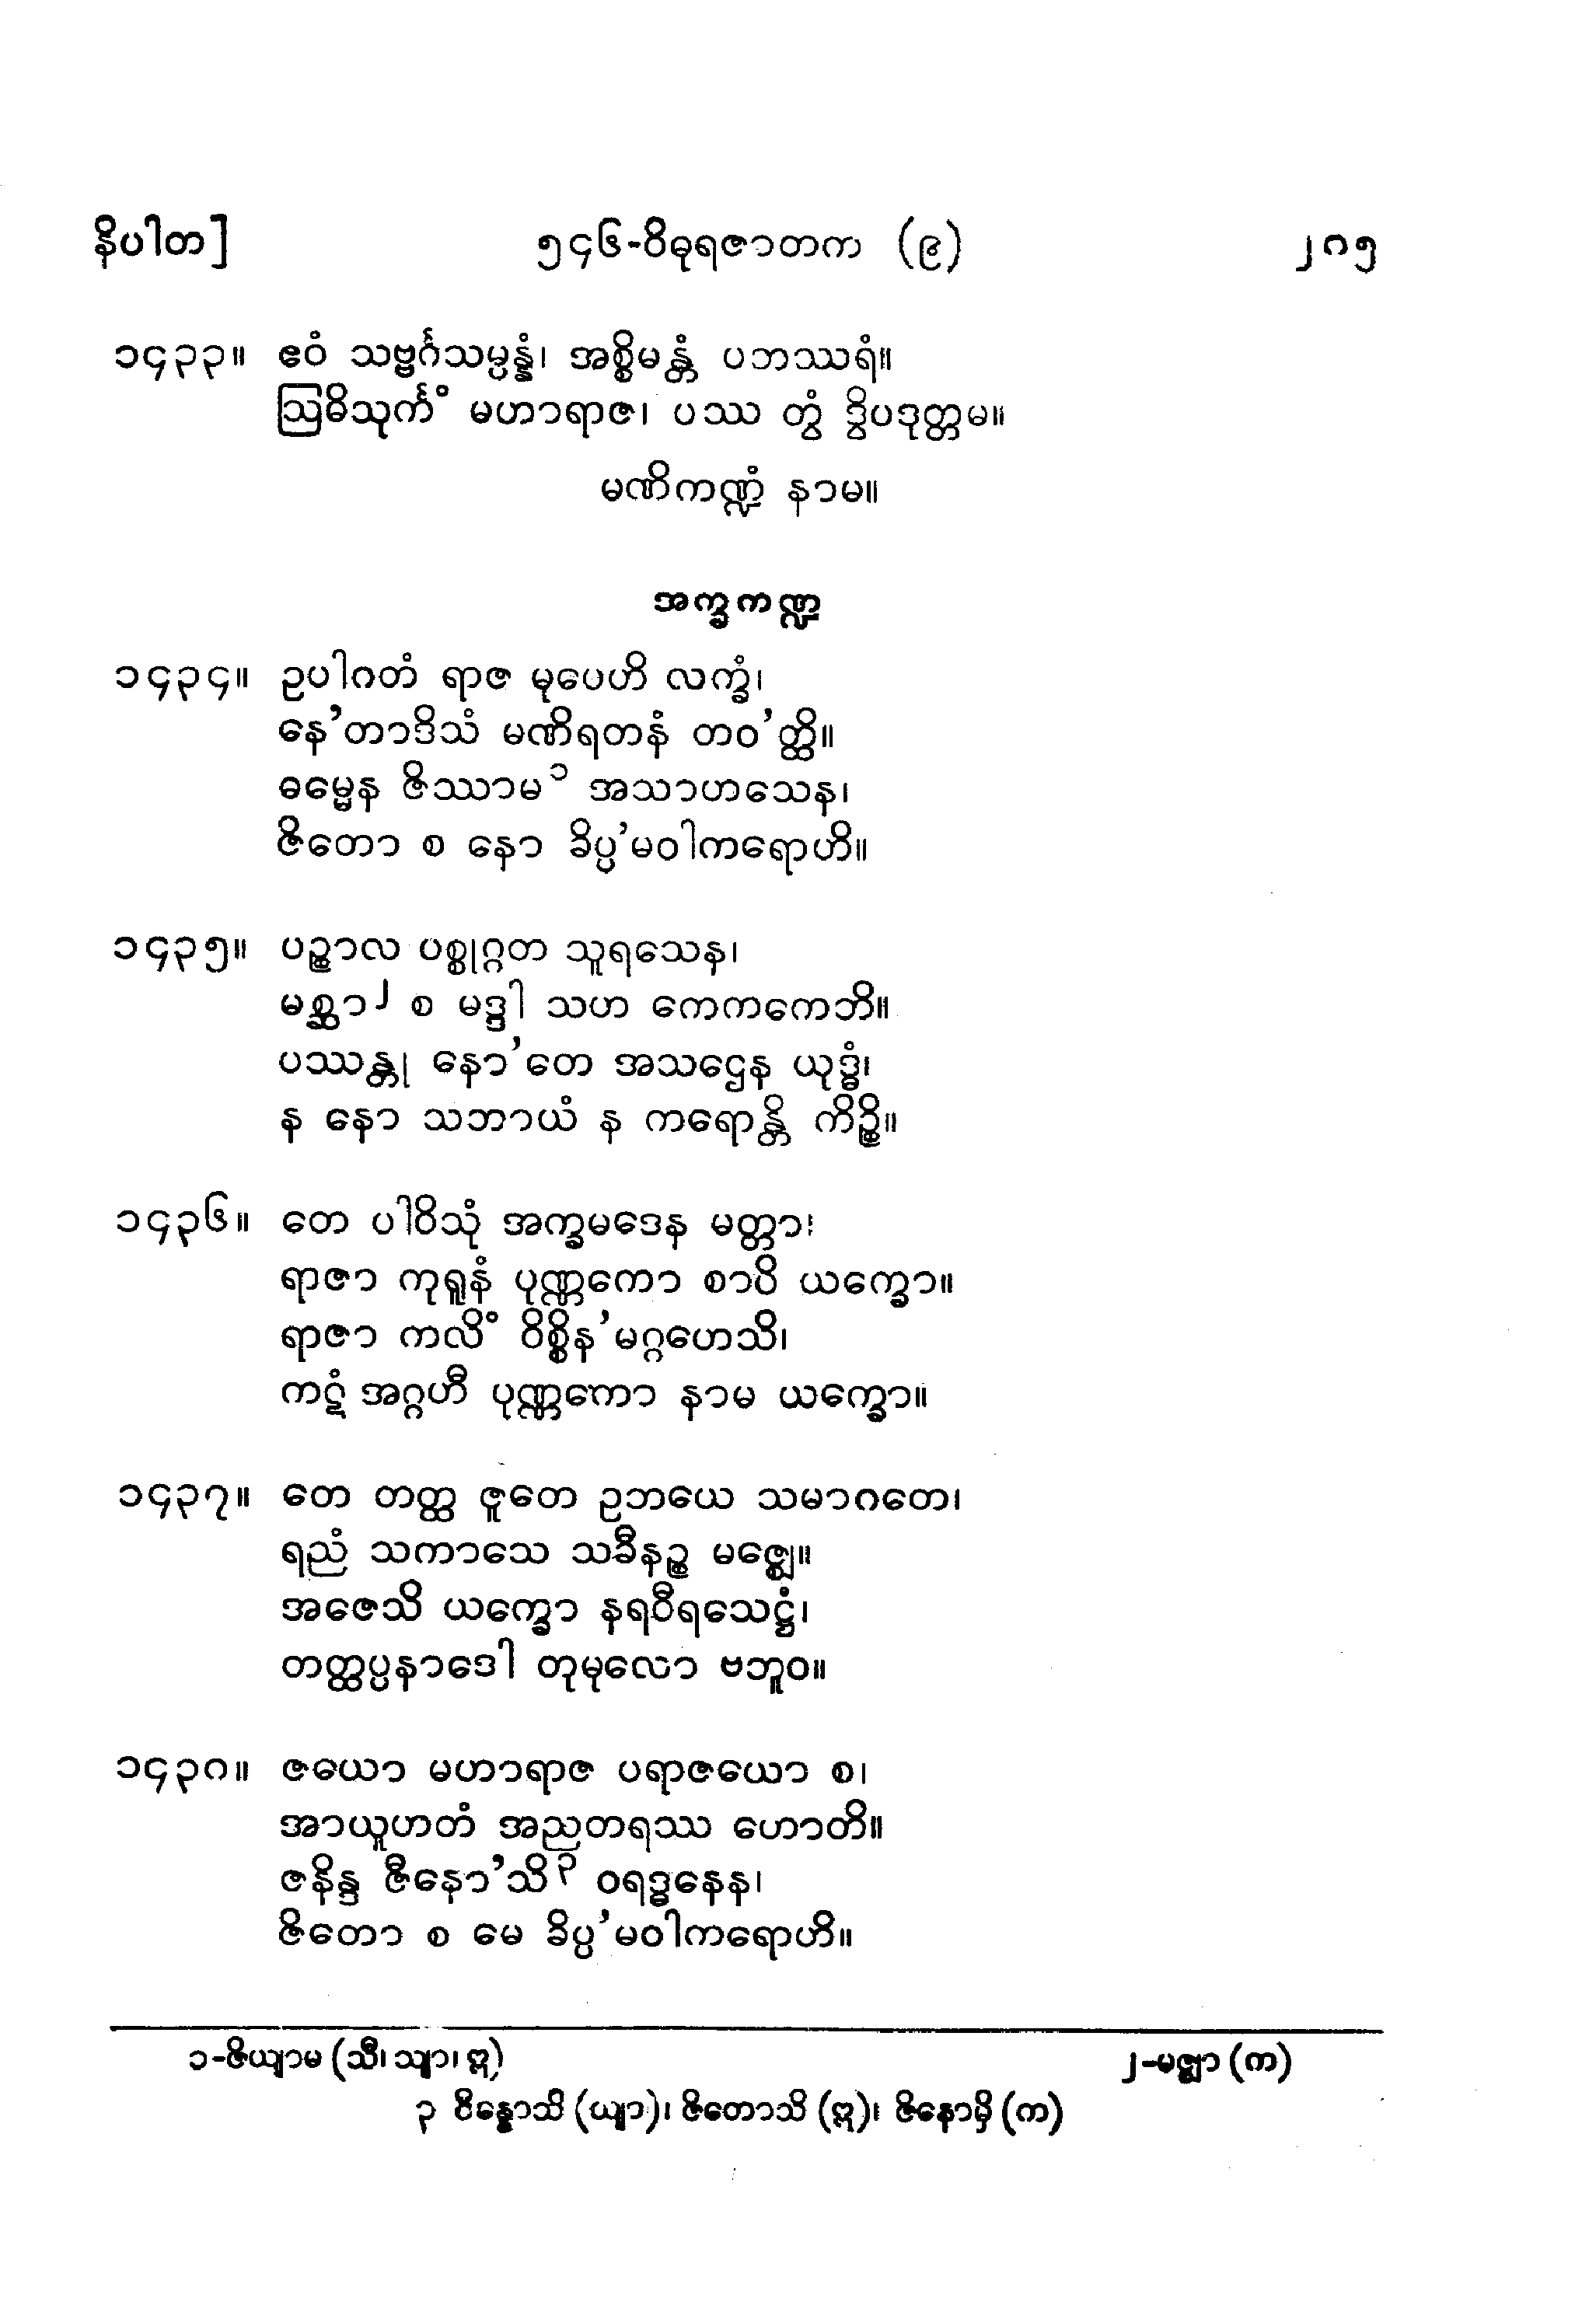 နိပါတ] ၅၄၆-ဝိဓုရဇာတက (၉) ၂၈၅
၁၄၃၃။ ဧဝံ သဗ္ဗင်္ဂသမ္ပန္နံ၊ အစ္စိမန္တံ ပဘဿရံ။
ဩဓိသုင်္ကံ မဟာရာဇ၊ ပဿ တွံ ဒွိပဒုတ္တမ။
မဏိကဏ္ဍံ နာမ။
အက္ခကဏ္ဍ
၁၄၃၄။ ဥပါဂတံ ရာဇ မုပေဟိ လက္ခံ၊
နေ’တာဒိသံ မဏိရတနံ တဝ’တ္ထိ။
ဓမ္မေန ဇိဿာမ၁ အသာဟသေန၊
ဇိတော စ နော ခိပ္ပ’မဝါကရောဟိ။
၁၄၃၅။ ပဉ္စာလ ပစ္စုဂ္ဂတ သူရသေန၊
မစ္ဆာ၂ စ မဒ္ဒါ သဟ ကေကကေဘိ။
ပဿန္တု နော’တေ အသဌေန ယုဒ္ဓံ၊
န နော သဘာယံ န ကရောန္တိ ကိဉ္စိ။
၁၄၃၆။ တေ ပါဝိသုံ အက္ခမဒေန မတ္တာ၊
ရာဇာ ကုရူနံ ပုဏ္ဏကော စာပိ ယက္ခော။
ရာဇာ ကလိံ ဝိစ္စိန’မဂ္ဂဟေသိ၊
ကဋံ အဂ္ဂဟီ ပုဏ္ဏကော နာမ ယက္ခော။
၁၄၃၇။ တေ တတ္ထ ဇူတေ ဥဘယေ သမာဂတေ၊
ရညံ သကာသေ သခီနဉ္စ မဇ္ဈေ။
အဇေသိ ယက္ခော နရဝီရသေဋ္ဌံ၊
တတ္ထပ္ပနာဒေါ တုမုလော ဗဘူဝ။
၁၄၃၈။ ဇယော မဟာရာဇ ပရာဇယော စ၊
အာယူဟတံ အညတရဿ ဟောတိ။
ဇနိန္ဒ ဇီနော’သိ၃ ဝရဒ္ဓနေန၊
ဇိတော စ မေ ခိပ္ပ’မဝါကရောဟိ။
၁-ဇိယျာမ (သီ၊ သျာ၊ ဣ) ၂-မဇ္ဈာ (က)
၃ ဇိန္နောသိ (သျာ)၊ ဇိတောသိ (ဣ)၊ ဇိနောမှိ (က)